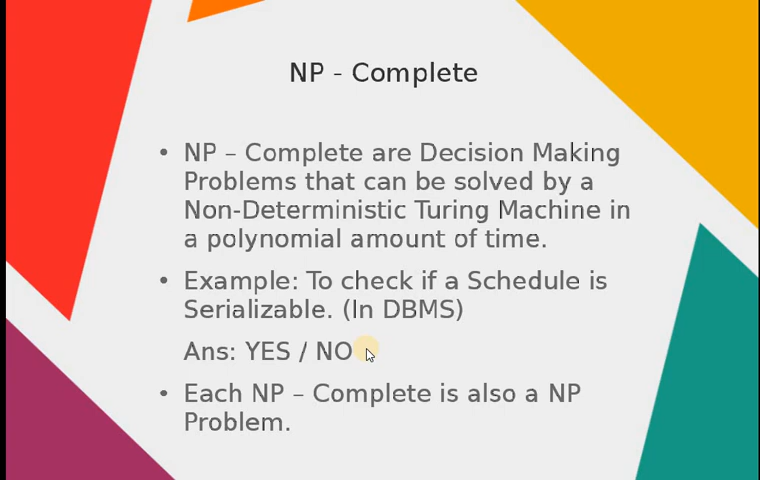 NP - Complete
• NP – Complete are Decision Making
Problems that can be solved by a
Non-Deterministic Turing Machine in
a polynomial amount of time.
• Example: To check if a Schedule is
Serializable. (In DBMS)
Ans: YES / NO
• Each NP – Complete is also a NP
Problem.